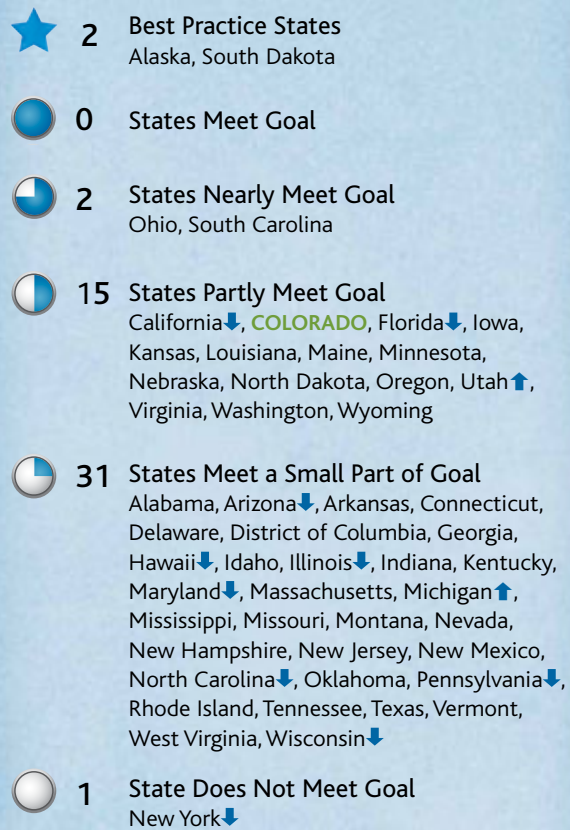 2 Best Practice States
Alaska, South Dakota
0 States Meet Goal
2 States Nearly Meet Goal
Ohio, South Carolina
15 States Partly Meet Goal
California⬇, COLORADO, Florida⬇, Iowa,
Kansas, Louisiana, Maine, Minnesota,
Nebraska, North Dakota, Oregon, Utah⬆,
Virginia, Washington, Wyoming
31 States Meet a Small Part of Goal
Alabama, Arizona⬇, Arkansas, Connecticut,
Delaware, District of Columbia, Georgia,
Hawaii⬇, Idaho, Illinois⬇, Indiana, Kentucky,
Maryland⬇, Massachusetts, Michigan⬆,
Mississippi, Missouri, Montana, Nevada,
New Hampshire, New Jersey, New Mexico,
North Carolina⬇, Oklahoma, Pennsylvania⬇,
Rhode Island, Tennessee, Texas, Vermont,
West Virginia, Wisconsin⬇
1 State Does Not Meet Goal
New York⬇